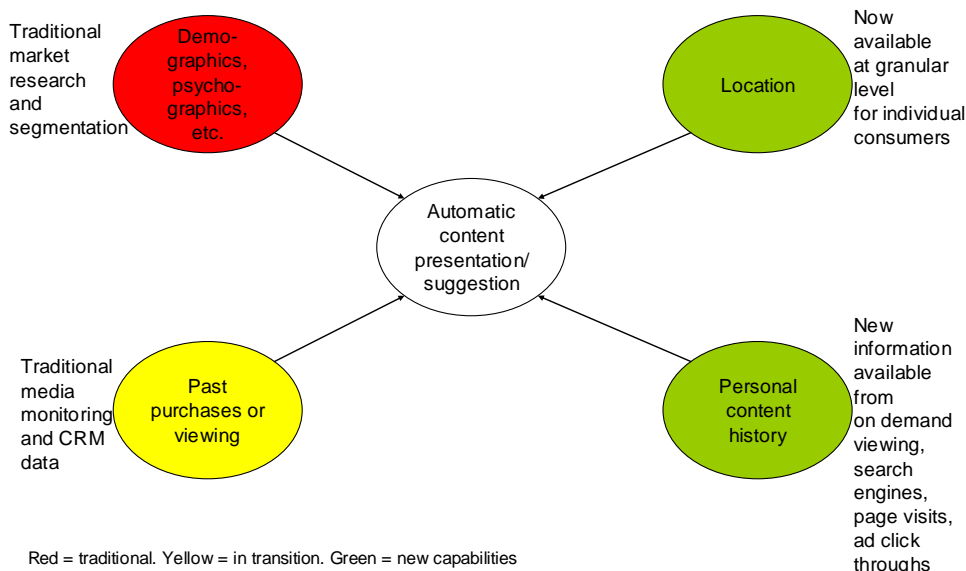 Traditional
market
research
and
segmentation
Demo-
graphics,
psycho-
graphics,
etc.
Location
Now
available
at granular
level
for individual
consumers
Automatic
content
presentation/
suggestion
Traditional
media
monitoring
and CRM
data
Past
purchases or
viewing
Personal
content
history
New
information
available
from
on demand
viewing,
search
engines,
page visits,
ad click
throughs
Red = traditional. Yellow = in transition. Green = new capabilities